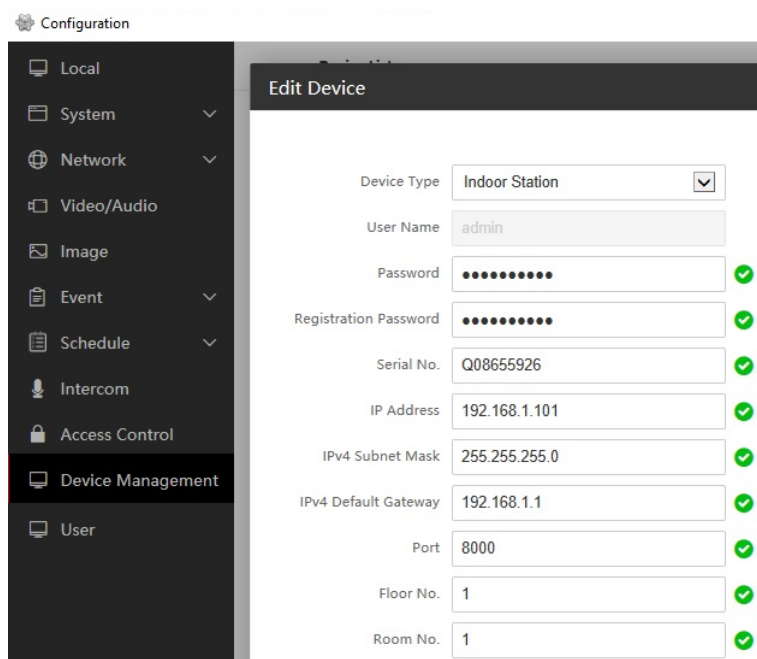 Configuration
Local
System
Network
Video/Audio
Image
Event
Schedule
Intercom
Access Control
Device Management
User
Edit Device
Device Type Indoor Station
User Name admin
Password ●●●●●●●●●●
Registration Password ●●●●●●●●●●
Serial No. Q08655926
IP Address 192.168.1.101
IPv4 Subnet Mask 255.255.255.0
IPv4 Default Gateway 192.168.1.1
Port 8000
Floor No. 1
Room No. 1